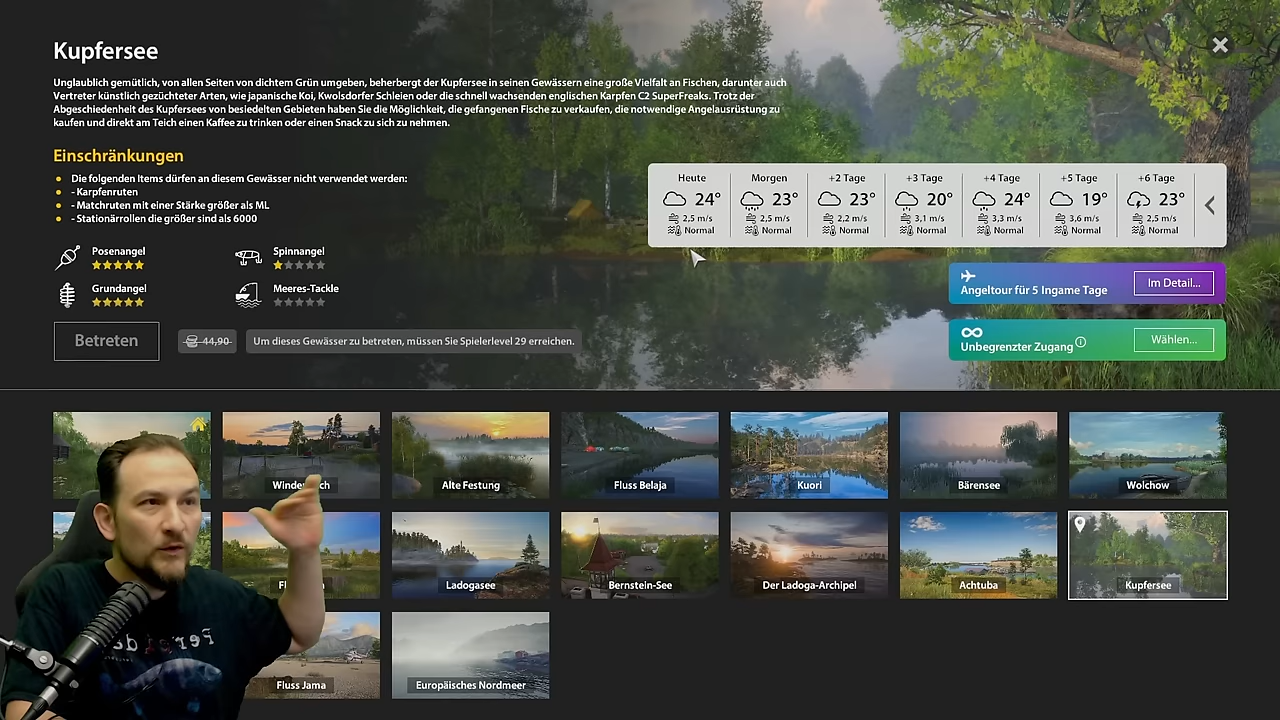 Kupfersee
Unglaublich gemütlich, von allen Seiten von dichtem Grün umgeben, beherbergt der Kupfersee in seinen Gewässern eine große Vielfalt an Fischen, darunter auch
Vertreter künstlich gezüchteter Arten, wie japanische Koi, Kwolsdorfer Schleien oder die schnell wachsenden englischen Karpfen C2 SuperFreaks. Trotz der
Abgeschiedenheit des Kupfersees von besiedelten Gebieten haben Sie die Möglichkeit, die gefangenen Fische zu verkaufen, die notwendige Angelausrüstung zu
kaufen und direkt am Teich einen Kaffee zu trinken oder einen Snack zu sich zu nehmen.
Einschränkungen
Die folgenden Items dürfen an diesem Gewässer nicht verwendet werden:
- Karpfenruten
- Matchruten mit einer Stärke größer als ML
- Stationärrollen die größer sind als 6000
Posenangel
Spinnangel
Grundangel
Meeres-Tackle
Betreten
44,90
Um dieses Gewässer zu betreten, müssen Sie Spielerlevel 29 erreichen.
Heute Morgen +2 Tage +3 Tage +4 Tage +5 Tage +6 Tage
24° 23° 23° 20° 24° 19° 23°
2,5 m/s 2,5 m/s 2,2 m/s 3,1 m/s 3,3 m/s 3,6 m/s 2,5 m/s
Normal Normal Normal Normal Normal Normal Normal
Angeltour für 5 Ingame Tage
Im Detail...
Unbegrenzter Zugang
Wählen...
Alte Festung
Fluss Belaja
Kuori
Bärensee
Wolchow
Ladogasee
Bernstein-See
Der Ladoga-Archipel
Achtuba
Kupfersee
Fluss Jama
Europäisches Nordmeer